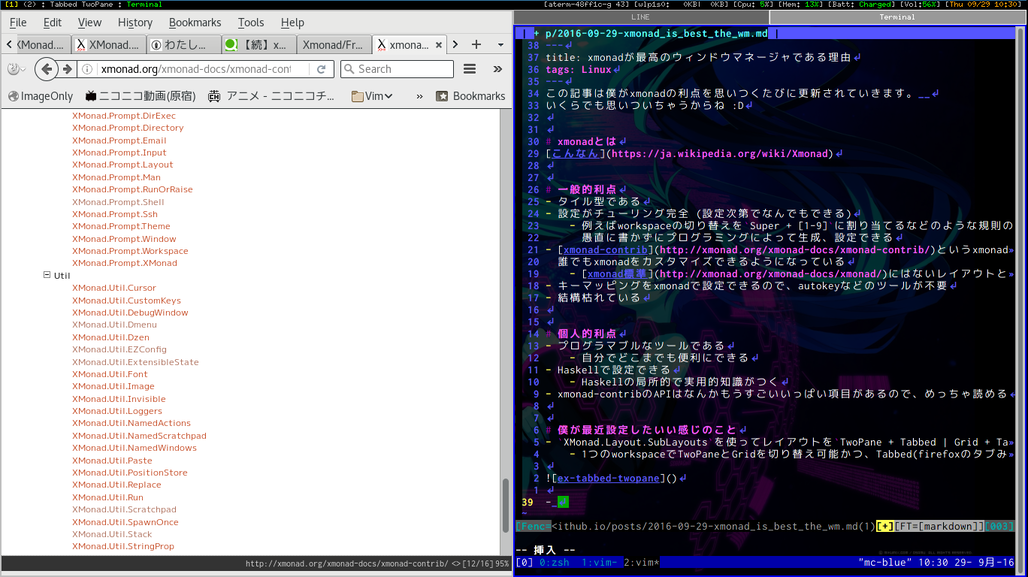 [1] <2> : Tabbed TwoPane : Terminal
[aterm-48ff1c-g 43] [wlp1s0: 0KB| 0KB] [Cpu: 5%] [Mem: 13%] [Batt: Charged] [Vol:56%] [Thu 09/29 10:30]
File Edit View History Bookmarks Tools Help
XMonad.… XMonad.… わたし… 【続】x… Xmonad/Fr… xmona…
xmonad.org/xmonad-docs/xmonad-cont
Search
ImageOnly ニコニコ動画(原宿) アニメ - ニコニコチ… Vim » Bookmarks
XMonad.Prompt.DirExec
XMonad.Prompt.Directory
XMonad.Prompt.Email
XMonad.Prompt.Input
XMonad.Prompt.Layout
XMonad.Prompt.Man
XMonad.Prompt.RunOrRaise
XMonad.Prompt.Shell
XMonad.Prompt.Ssh
XMonad.Prompt.Theme
XMonad.Prompt.Window
XMonad.Prompt.Workspace
XMonad.Prompt.XMonad
Util
XMonad.Util.Cursor
XMonad.Util.CustomKeys
XMonad.Util.DebugWindow
XMonad.Util.Dmenu
XMonad.Util.Dzen
XMonad.Util.EZConfig
XMonad.Util.ExtensibleState
XMonad.Util.Font
XMonad.Util.Image
XMonad.Util.Invisible
XMonad.Util.Loggers
XMonad.Util.NamedActions
XMonad.Util.NamedScratchpad
XMonad.Util.NamedWindows
XMonad.Util.Paste
XMonad.Util.PositionStore
XMonad.Util.Replace
XMonad.Util.Run
XMonad.Util.Scratchpad
XMonad.Util.SpawnOnce
XMonad.Util.Stack
XMonad.Util.StringProp
http://xmonad.org/xmonad-docs/xmonad-contrib/ <> [12/16] 95%
LINE Terminal
+ p/2016-09-29-xmonad_is_best_the_wm.md
38 ---
37 title: xmonadが最高のウィンドウマネージャである理由
36 tags: Linux
35 ---
34 この記事は僕がxmonadの利点を思いつくたびに更新されていきます。__
33 いくらでも思いついちゃうからね :D
32
31
30 # xmonadとは
29 [こんなん](https://ja.wikipedia.org/wiki/Xmonad)
28
27
26 # 一般的利点
25 - タイル型である
24 - 設定がチューリング完全 (設定次第でなんでもできる)
23 - 例えばworkspaceの切り替えを`Super + [1-9]`に割り当てるなどのような規則の
22 愚直に書かずにプログラミングによって生成、設定できる
21 - [xmonad-contrib](http://xmonad.org/xmonad-docs/xmonad-contrib/)というxmonad»
20 誰でもxmonadをカスタマイズできるようになっている
19 - [xmonad標準](http://xmonad.org/xmonad-docs/xmonad/)にはないレイアウトと»
18 - キーマッピングをxmonadで設定できるので、autokeyなどのツールが不要
17 - 結構枯れている
16
15
14 # 個人的利点
13 - プログラマブルなツールである
12 - 自分でどこまでも便利にできる
11 - Haskellで設定できる
10 - Haskellの局所的で実用的知識がつく
9 - xmonad-contribのAPIはなんかもうすごいいっぱい項目があるので、めっちゃ読める
8
7
6 # 僕が最近設定したいい感じのこと
5 - `XMonad.Layout.SubLayouts`を使ってレイアウトを`TwoPane + Tabbed | Grid + Ta»
4 - 1つのworkspaceでTwoPaneとGridを切り替え可能かつ、Tabbed(firefoxのタブみ»
3
2 ![ex-tabbed-twopane]()
1
39 -
~
[Fenc=<ithub.io/posts/2016-09-29-xmonad_is_best_the_wm.md(1)[+][FT=[markdown]][003]
-- 挿入 --
[0] 0:zsh 1:vim- 2:vim* "mc-blue" 10:30 29- 9月-16